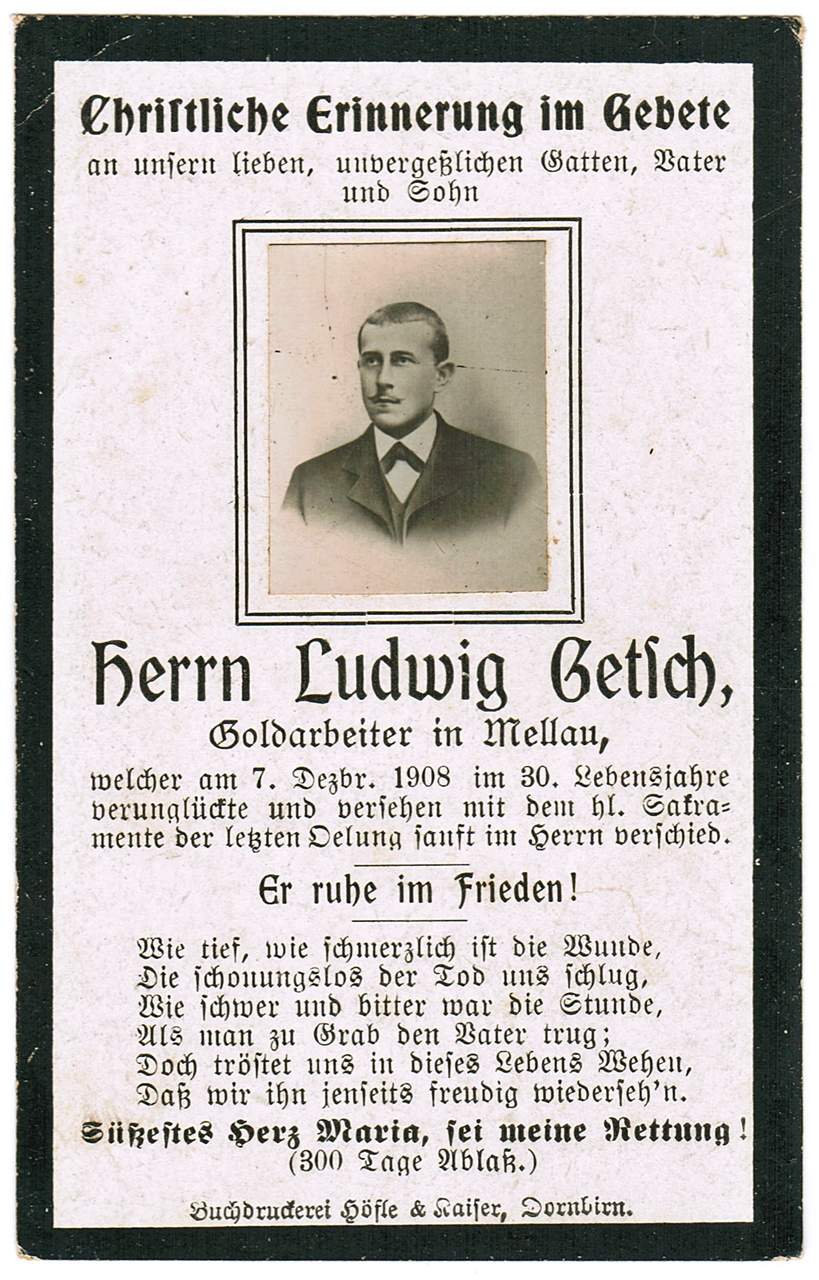 Chriſtliche Erinnerung im Gebete
an unſern lieben, unvergeßlichen Gatten, Vater
und Sohn
Herrn Ludwig Getſch,
Goldarbeiter in Mellau,
welcher am 7. Dezbr. 1908 im 30. Lebensjahre
verunglückte und verſehen mit dem hl. Sakra=
mente der letzten Oelung ſanft im Herrn verſchied.
Er ruhe im Frieden!
Wie tief, wie ſchmerzlich iſt die Wunde,
Die ſchonungslos der Tod uns ſchlug,
Wie ſchwer und bitter war die Stunde,
Als man zu Grab den Vater trug;
Doch tröſtet uns in dieſes Lebens Wehen,
Daß wir ihn jenſeits freudig wiederſeh'n.
Süßeſtes Herz Maria, ſei meine Rettung!
(300 Tage Ablaß.)
Buchdruckerei Höfle & Kaiſer, Dornbirn.